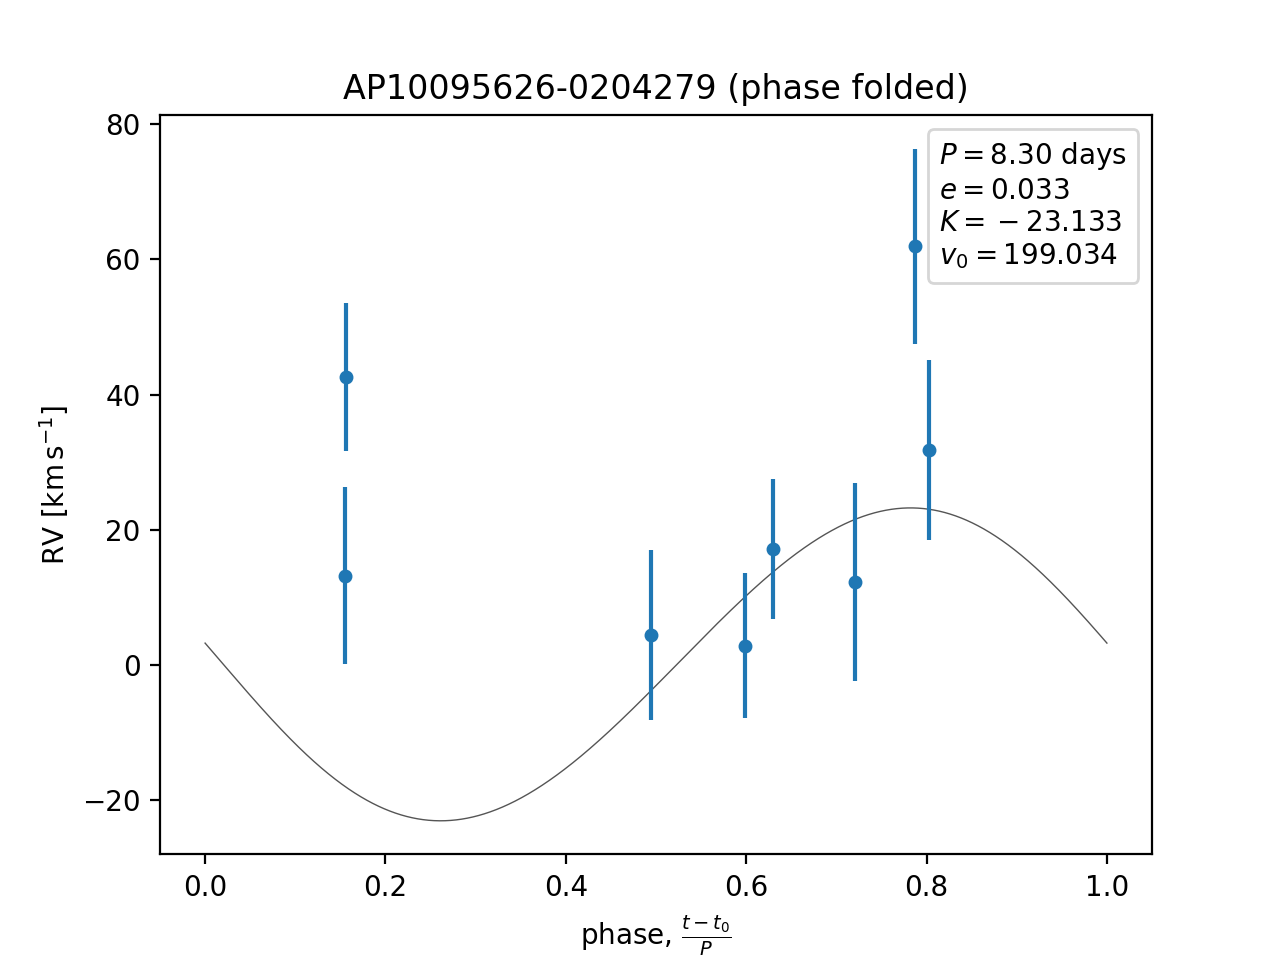 AP10095626-0204279 (phase folded)
P = 8.30 days
e = 0.033
K = −23.133
v₀ = 199.034
80
60
40
20
0
−20
RV [km s⁻¹]
0.0 0.2 0.4 0.6 0.8 1.0
phase, (t − t₀)/P